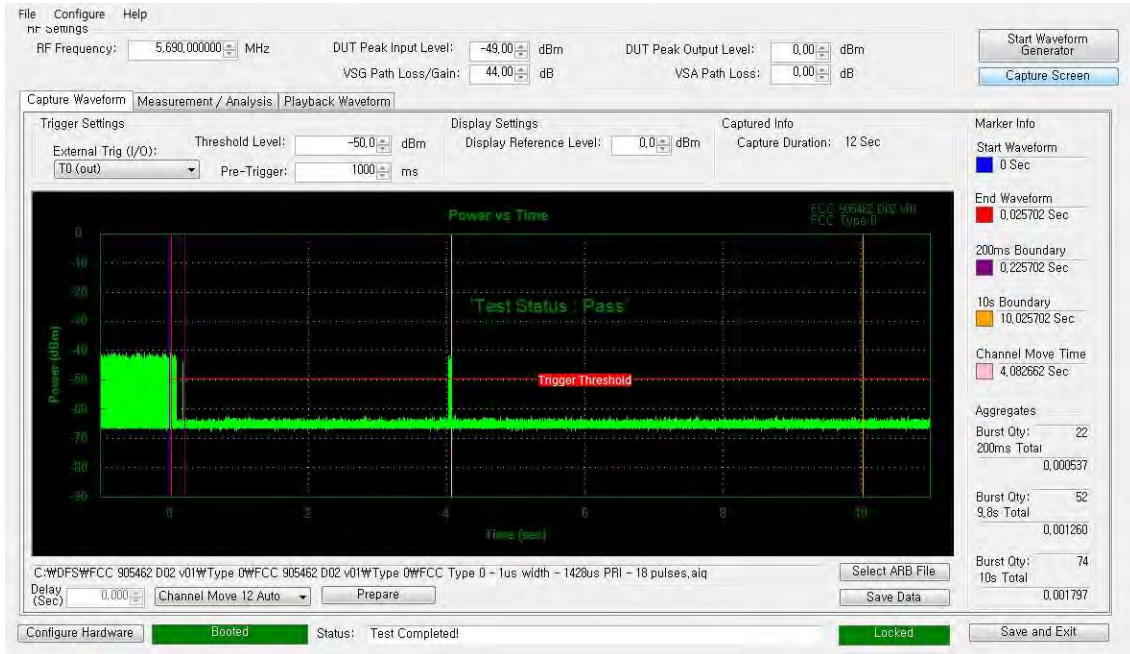 File Configure Help
RF Settings
RF Frequency: 5,690,000000 MHz DUT Peak Input Level: -49,00 dBm DUT Peak Output Level: 0,00 dBm
VSG Path Loss/Gain: 44,00 dB VSA Path Loss: 0,00 dB
Start Waveform Generator
Capture Screen
Capture Waveform Measurement / Analysis Playback Waveform
Trigger Settings
External Trig (I/O): Threshold Level: -50,0 dBm
T0 (out) Pre-Trigger: 1000 ms
Display Settings
Display Reference Level: 0,0 dBm
Captured Info
Capture Duration: 12 Sec
Power vs Time
FCC 905462 D02 v01
FCC Type 0
'Test Status : Pass'
Trigger Threshold
Power (dBm)
0
-10
-20
-30
-40
-50
-60
-70
-80
-90
0 2 4 6 8 10
Time (sec)
Marker Info
Start Waveform
0 Sec
End Waveform
0,025702 Sec
200ms Boundary
0,225702 Sec
10s Boundary
10,025702 Sec
Channel Move Time
4,082662 Sec
Aggregates
Burst Qty: 22
200ms Total
0,000537
Burst Qty: 52
9,8s Total
0,001260
Burst Qty: 74
10s Total
0,001797
C:₩DFS₩FCC 905462 D02 v01₩Type 0₩FCC 905462 D02 v01₩Type 0₩FCC Type 0 - 1us width - 1428us PRI - 18 pulses,aiq
Select ARB File
Delay (Sec) 0,000 Channel Move 12 Auto Prepare Save Data
Configure Hardware Booted Status: Test Completed! Locked Save and Exit